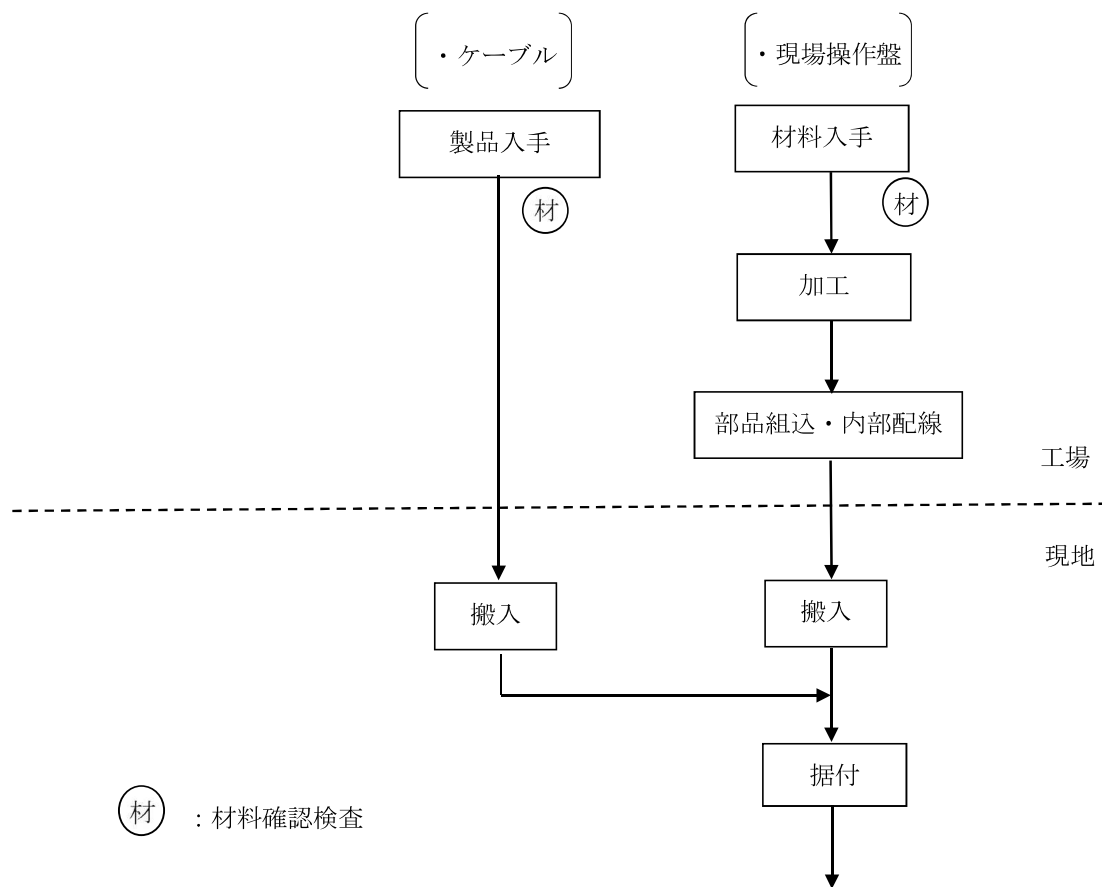 ・ケーブル
・現場操作盤
製品入手
材料入手
材
材
加工
部品組込・内部配線
工場
現地
搬入
搬入
据付
材 : 材料確認検査